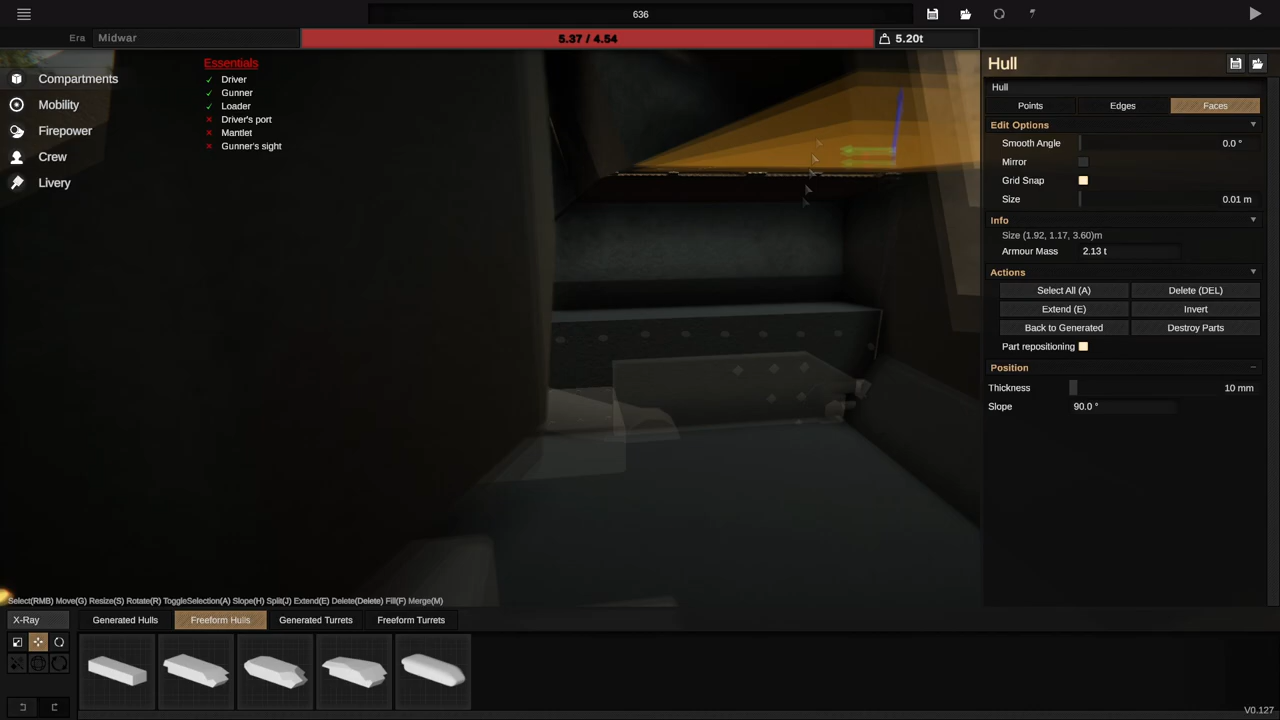 636
Era
Midwar
5.37 / 4.54
5.20t
Compartments
Mobility
Firepower
Crew
Livery
Essentials
Driver
Gunner
Loader
Driver's port
Mantlet
Gunner's sight
Hull
Hull
Points
Edges
Faces
Edit Options
Smooth Angle
0.0 °
Mirror
Grid Snap
Size
0.01 m
Info
Size (1.92, 1.17, 3.60)m
Armour Mass
2.13 t
Actions
Select All (A)
Delete (DEL)
Extend (E)
Invert
Back to Generated
Destroy Parts
Part repositioning
Position
Thickness
10 mm
Slope
90.0 °
Select(RMB) Move(G) Resize(S) Rotate(R) ToggleSelection(A) Slope(H) Split(J) Extend(E) Delete(Delete) Fill(F) Merge(M)
X-Ray
Generated Hulls
Freeform Hulls
Generated Turrets
Freeform Turrets
V0.127